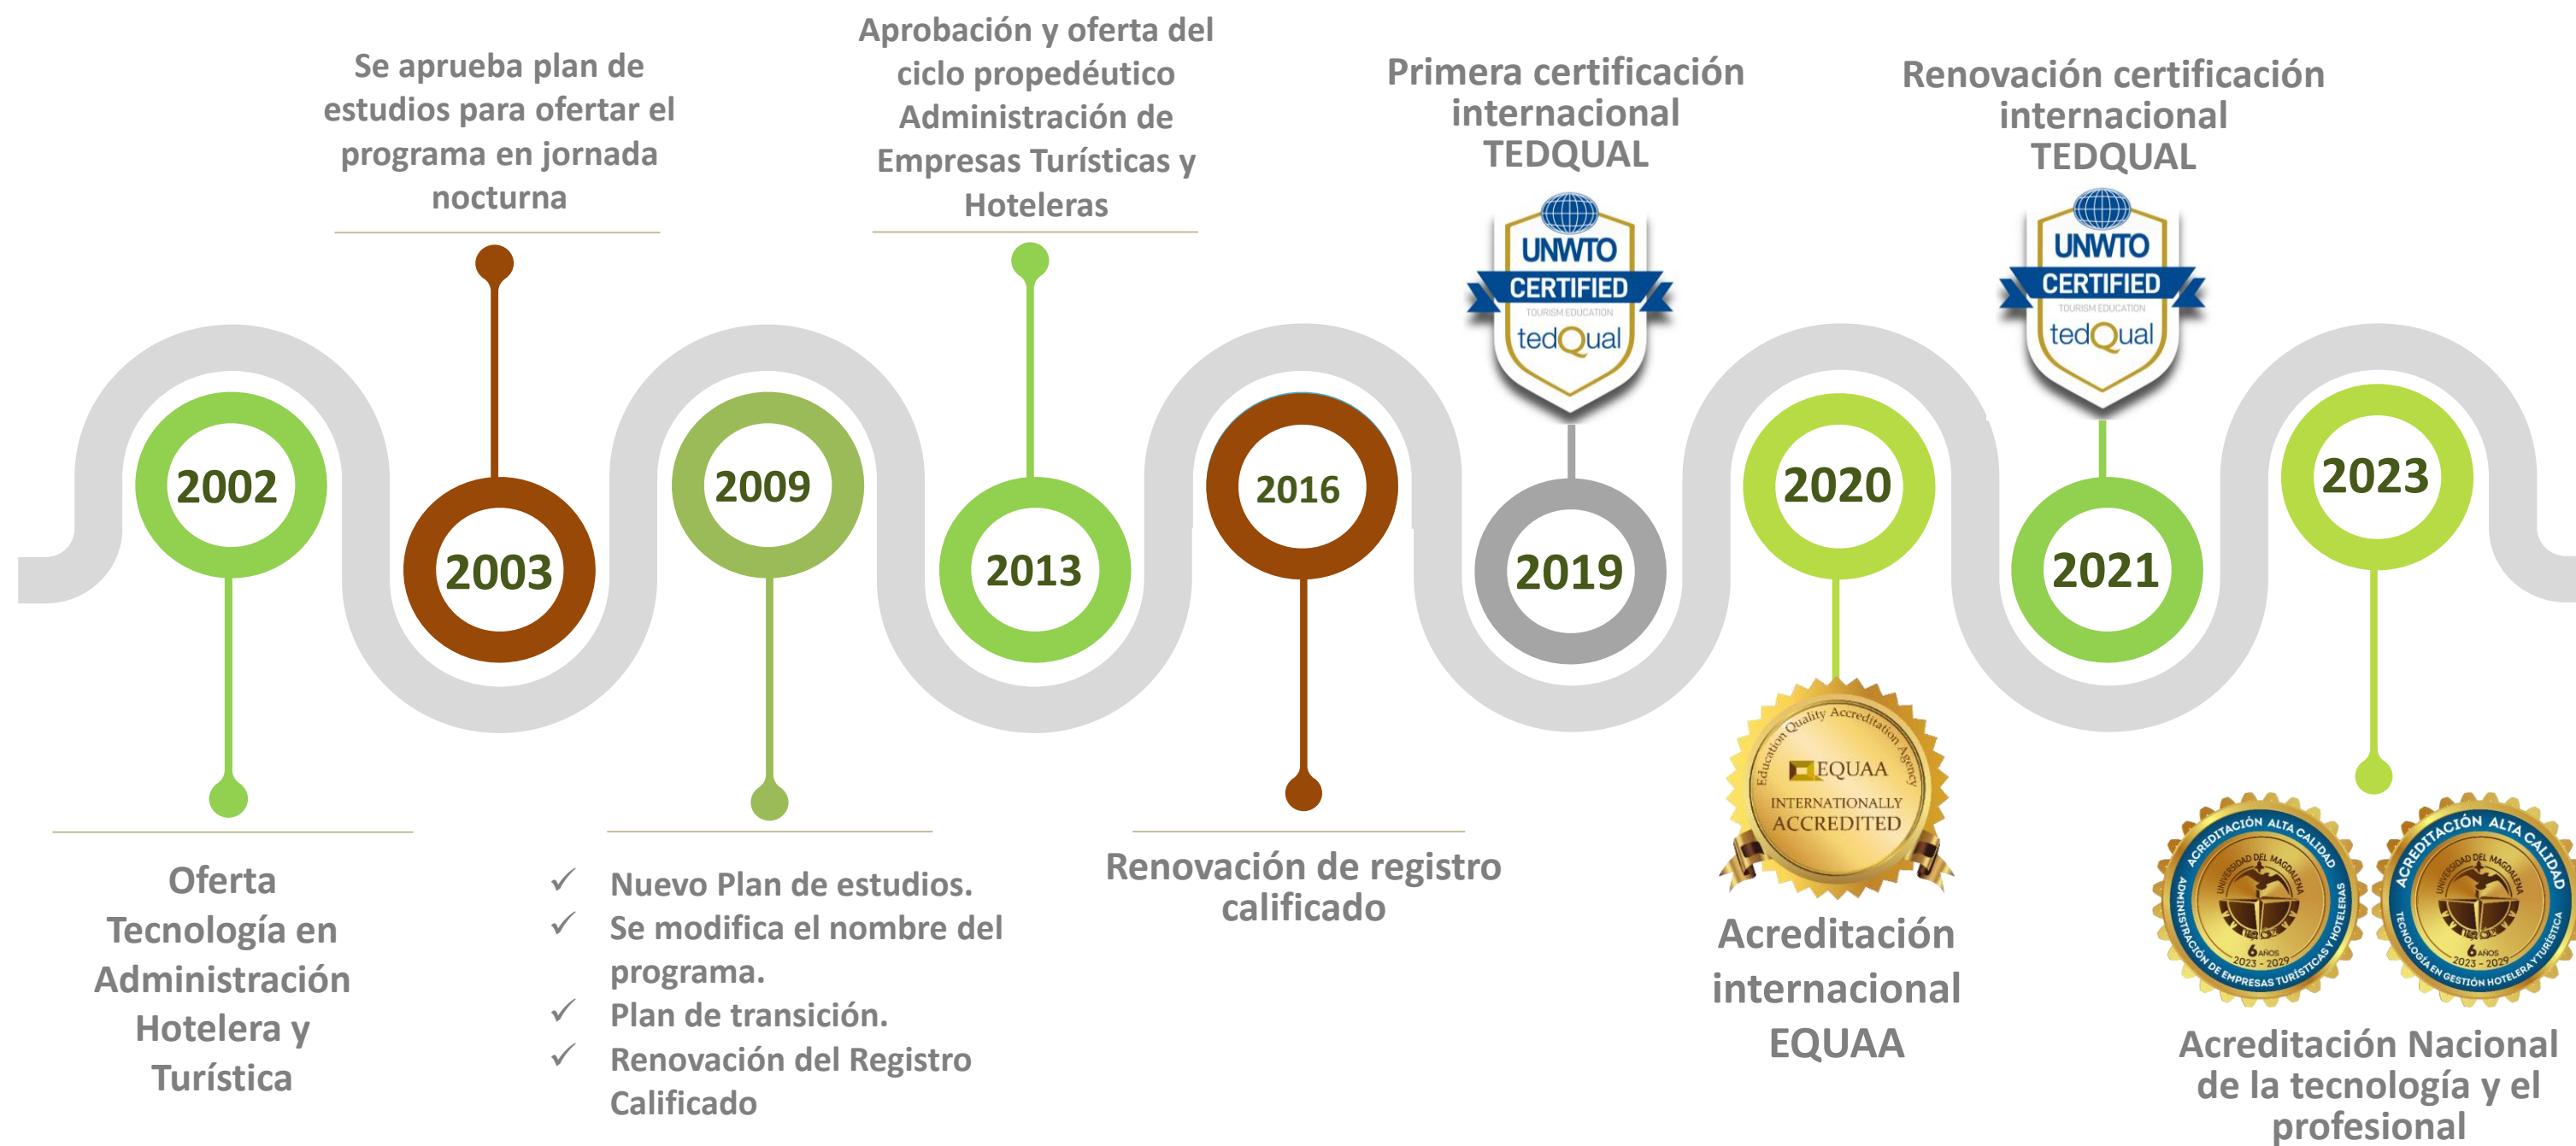 2002
Oferta
Tecnología en
Administración
Hotelera y
Turística
Se aprueba plan de
estudios para ofertar el
programa en jornada
nocturna
2003
2009
✓ Nuevo Plan de estudios.
✓ Se modifica el nombre del
programa.
✓ Plan de transición.
✓ Renovación del Registro
Calificado
Aprobación y oferta del
ciclo propedéutico
Administración de
Empresas Turísticas y
Hoteleras
2013
2016
Renovación de registro
calificado
Primera certificación
internacional
TEDQUAL
UNWTO
CERTIFIED
TOURISM EDUCATION
tedQual
2019
2020
Education Quality Accreditation Agency
EQUAA
INTERNATIONALLY
ACCREDITED
Acreditación
internacional
EQUAA
Renovación certificación
internacional
TEDQUAL
UNWTO
CERTIFIED
TOURISM EDUCATION
tedQual
2021
2023
ACREDITACIÓN ALTA CALIDAD
UNIVERSIDAD DEL MAGDALENA
6 AÑOS
2023 - 2029
ADMINISTRACIÓN DE EMPRESAS TURÍSTICAS Y HOTELERAS
ACREDITACIÓN ALTA CALIDAD
UNIVERSIDAD DEL MAGDALENA
6 AÑOS
2023 - 2029
TECNOLOGÍA EN GESTIÓN HOTELERA Y TURÍSTICA
Acreditación Nacional
de la tecnología y el
profesional